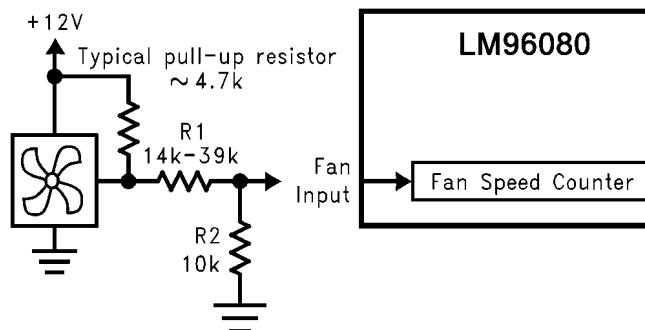 +12V
Typical pull-up resistor
~4.7k
LM96080
R1
14k-39k
Fan
Input
Fan Speed Counter
R2
10k